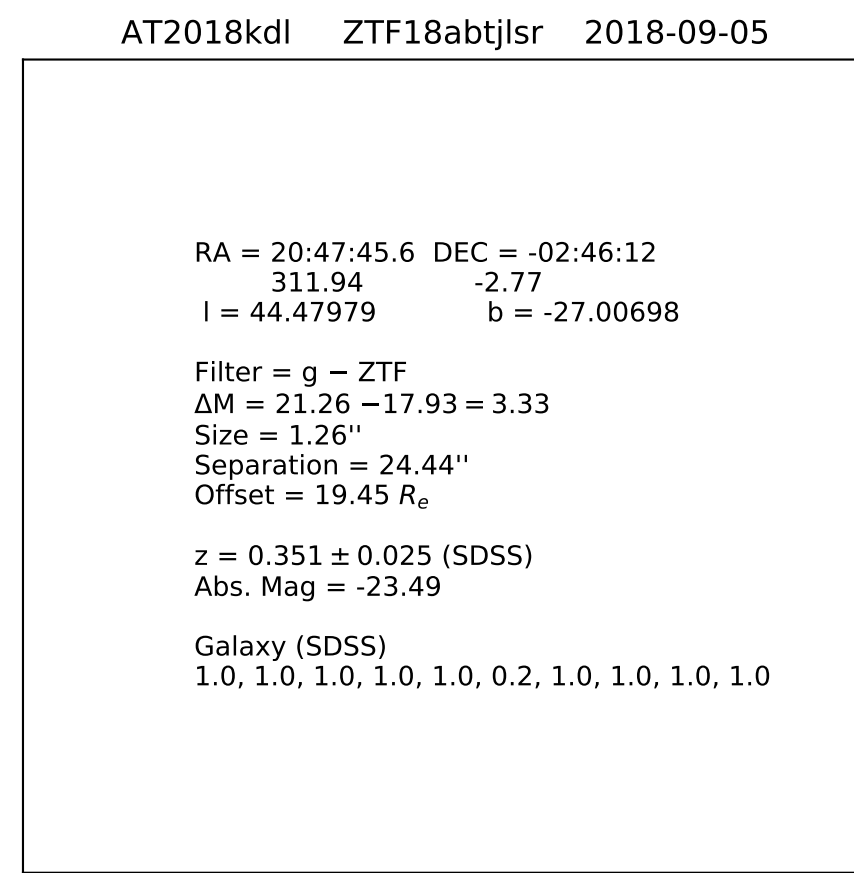 AT2018kdl ZTF18abtjlsr 2018-09-05
RA = 20:47:45.6 DEC = -02:46:12
311.94 -2.77
l = 44.47979 b = -27.00698
Filter = g − ZTF
ΔM = 21.26 −17.93 = 3.33
Size = 1.26''
Separation = 24.44''
Offset = 19.45 Rₑ
z = 0.351 ± 0.025 (SDSS)
Abs. Mag = -23.49
Galaxy (SDSS)
1.0, 1.0, 1.0, 1.0, 1.0, 0.2, 1.0, 1.0, 1.0, 1.0